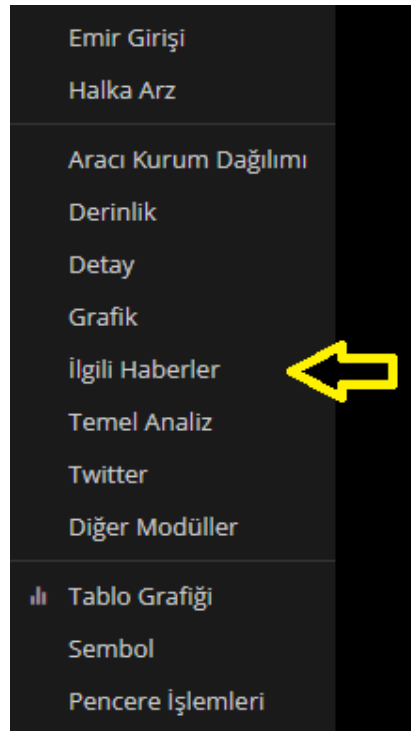 Emir Girişi
Halka Arz
Aracı Kurum Dağılımı
Derinlik
Detay
Grafik
İlgili Haberler
Temel Analiz
Twitter
Diğer Modüller
Tablo Grafiği
Sembol
Pencere İşlemleri